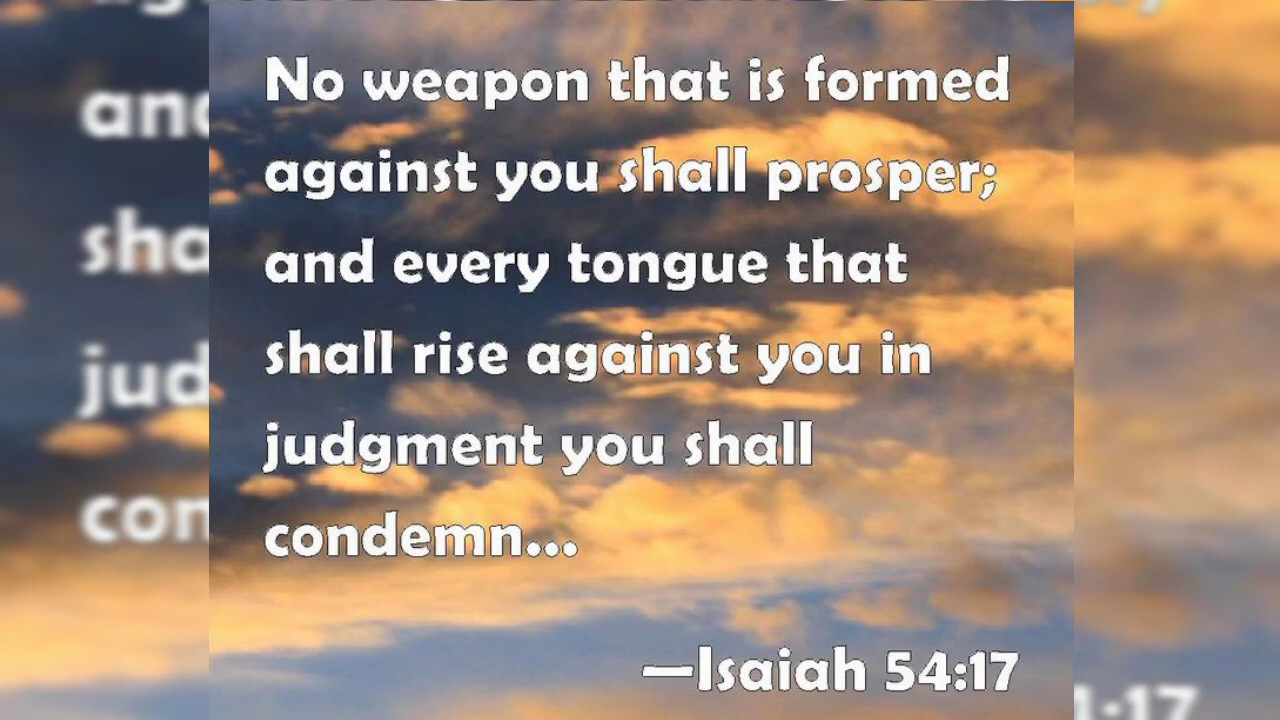 No weapon that is formed
against you shall prosper;
and every tongue that
shall rise against you in
judgment you shall
condemn...
—Isaiah 54:17